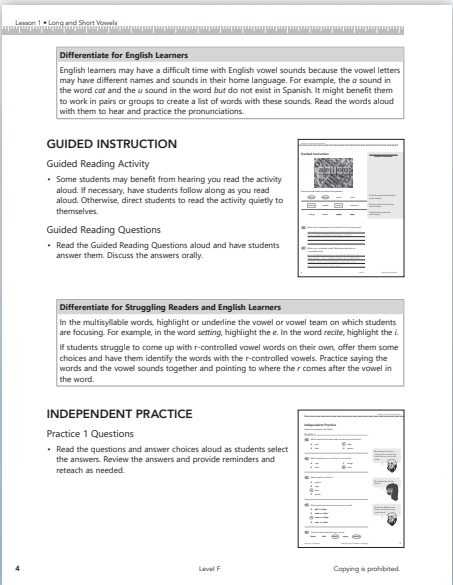 Lesson 1 • Long and Short Vowels
Differentiate for English Learners
English learners may have a difficult time with English vowel sounds because the vowel letters
may have different names and sounds in their home language. For example, the a sound in
the word cat and the u sound in the word but do not exist in Spanish. It might benefit them
to work in pairs or groups to create a list of words with these sounds. Read the words aloud
with them to hear and practice the pronunciations.
GUIDED INSTRUCTION
Guided Reading Activity
• Some students may benefit from hearing you read the activity
aloud. If necessary, have students follow along as you read
aloud. Otherwise, direct students to read the activity quietly to
themselves.
Guided Reading Questions
• Read the Guided Reading Questions aloud and have students
answer them. Discuss the answers orally.
Guided Instruction
Differentiate for Struggling Readers and English Learners
In the multisyllable words, highlight or underline the vowel or vowel team on which students
are focusing. For example, in the word setting, highlight the e. In the word recite, highlight the i.
If students struggle to come up with r-controlled vowel words on their own, offer them some
choices and have them identify the words with the r-controlled vowels. Practice saying the
words and the vowel sounds together and pointing to where the r comes after the vowel in
the word.
INDEPENDENT PRACTICE
Practice 1 Questions
• Read the questions and answer choices aloud as students select
the answers. Review the answers and provide reminders and
reteach as needed.
Independent Practice
4
Level F
Copying is prohibited.